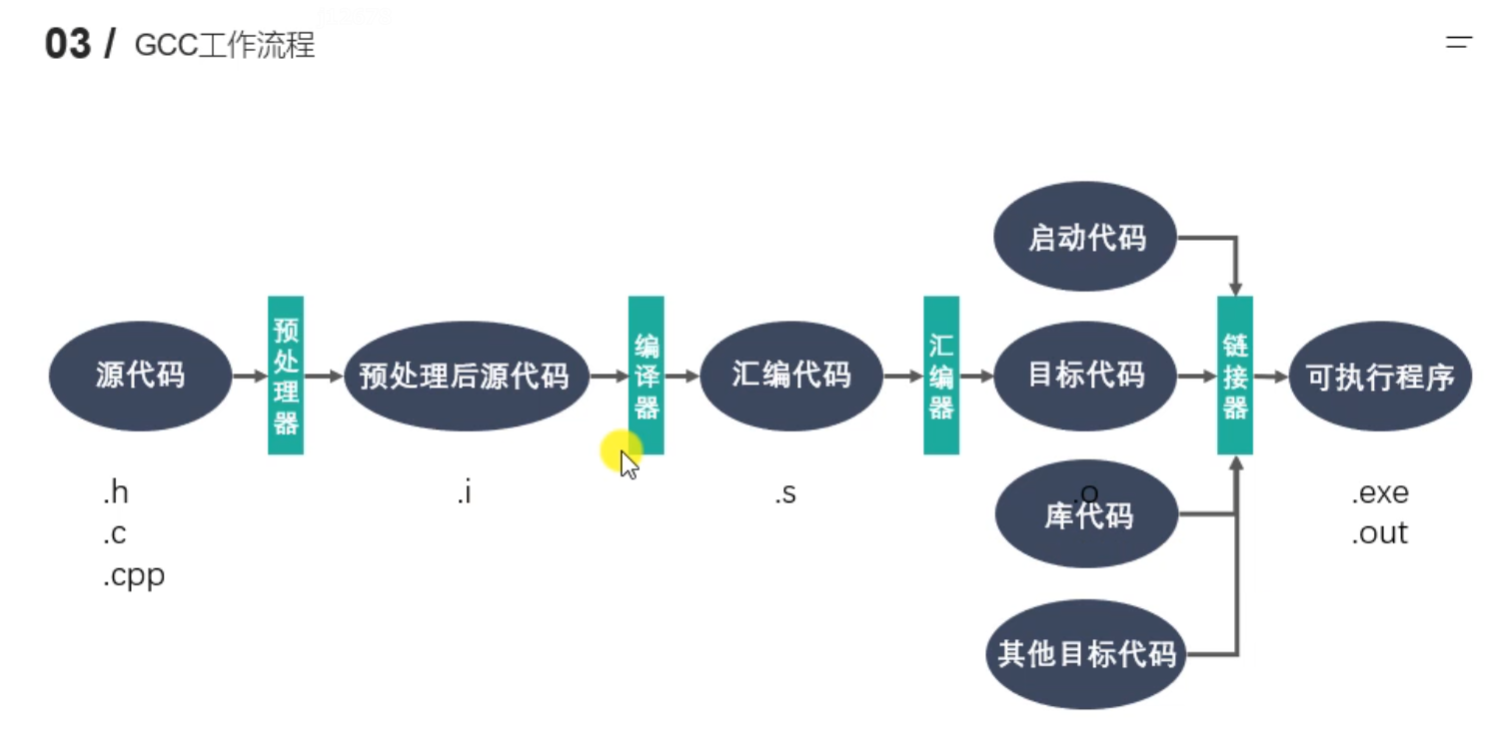 03 / GCC工作流程
启动代码
源代码
预处理器
预处理后源代码
编译器
汇编代码
汇编器
目标代码
链接器
可执行程序
.h
.c
.cpp
.i
.s
.o
库代码
.exe
.out
其他目标代码